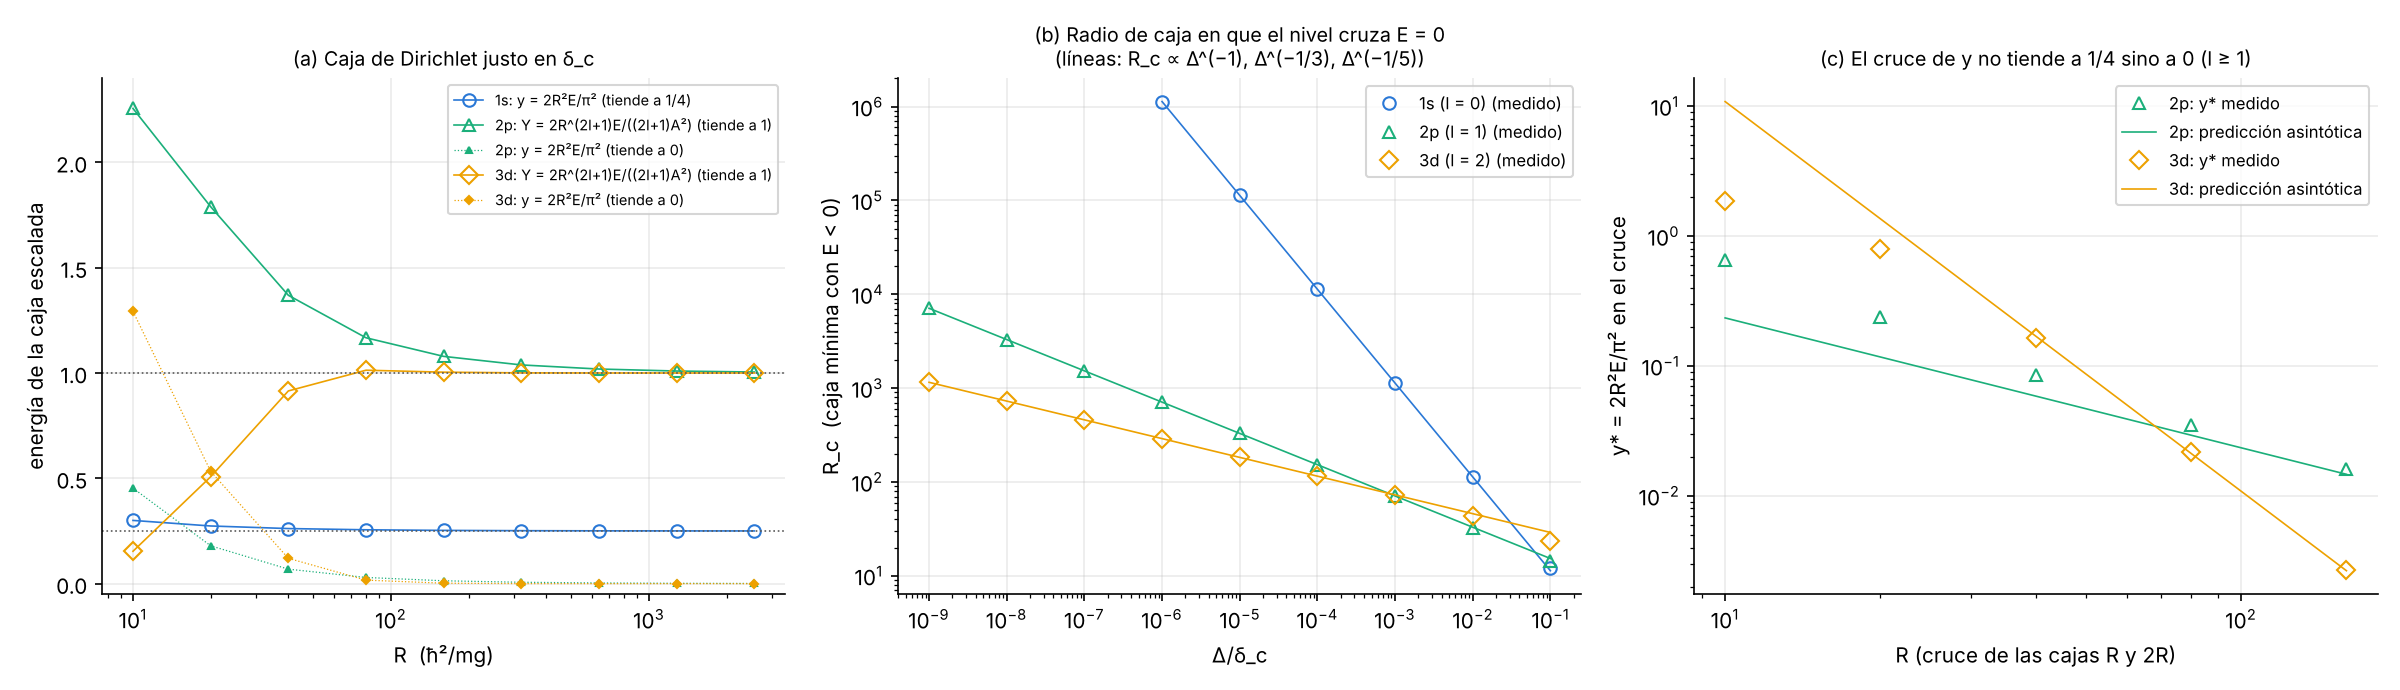 (a) Caja de Dirichlet justo en δ_c
energía de la caja escalada
2.0
1.5
1.0
0.5
0.0
10¹
10²
10³
R (ħ²/mg)
1s: y = 2R²E/π² (tiende a 1/4)
2p: Y = 2R^(2l+1)E/((2l+1)A²) (tiende a 1)
2p: y = 2R²E/π² (tiende a 0)
3d: Y = 2R^(2l+1)E/((2l+1)A²) (tiende a 1)
3d: y = 2R²E/π² (tiende a 0)
(b) Radio de caja en que el nivel cruza E = 0
(líneas: R_c ∝ Δ^(−1), Δ^(−1/3), Δ^(−1/5))
R_c (caja mínima con E < 0)
10⁶
10⁵
10⁴
10³
10²
10¹
10⁻⁹
10⁻⁸
10⁻⁷
10⁻⁶
10⁻⁵
10⁻⁴
10⁻³
10⁻²
10⁻¹
Δ/δ_c
1s (l = 0) (medido)
2p (l = 1) (medido)
3d (l = 2) (medido)
(c) El cruce de y no tiende a 1/4 sino a 0 (l ≥ 1)
y* = 2R²E/π² en el cruce
10¹
10⁰
10⁻¹
10⁻²
10¹
10²
R (cruce de las cajas R y 2R)
2p: y* medido
2p: predicción asintótica
3d: y* medido
3d: predicción asintótica